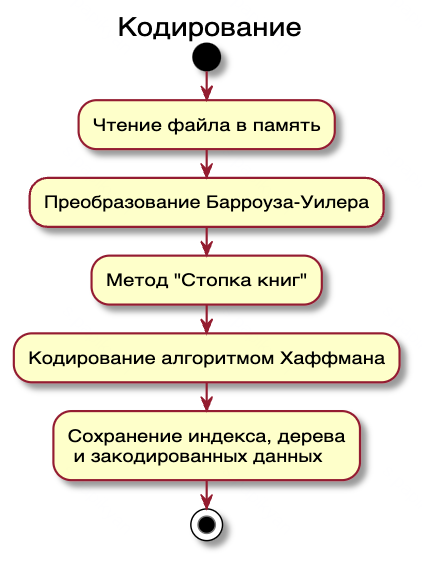 Кодирование
Чтение файла в память
Преобразование Барроуза-Уилера
Метод "Стопка книг"
Кодирование алгоритмом Хаффмана
Сохранение индекса, дерева
и закодированных данных